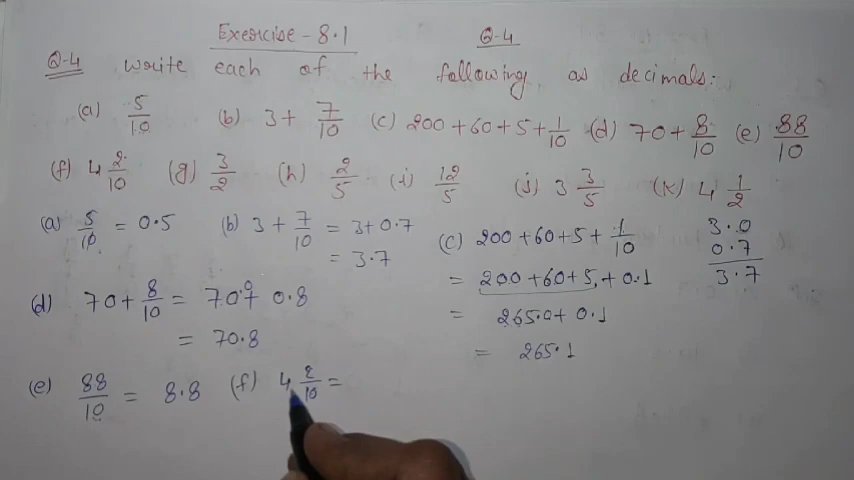 Exercise - 8.1 Q-4
Q-4 Write each of the following as decimals:
(a) 5/10 (b) 3 + 7/10 (c) 200 + 60 + 5 + 1/10 (d) 70 + 8/10 (e) 88/10
(f) 4 2/10 (g) 3/2 (h) 2/5 (i) 12/5 (j) 3 3/5 (k) 4 1/2
(a) 5/10 = 0.5 (b) 3 + 7/10 = 3 + 0.7
= 3.7
(c) 200 + 60 + 5 + 1/10
= 200 + 60 + 5 + 0.1
= 265.0 + 0.1
= 265.1
3.0
0.7
3.7
(d) 70 + 8/10 = 70.0 + 0.8
= 70.8
(e) 88/10 = 8.8 (f) 4 2/10 =